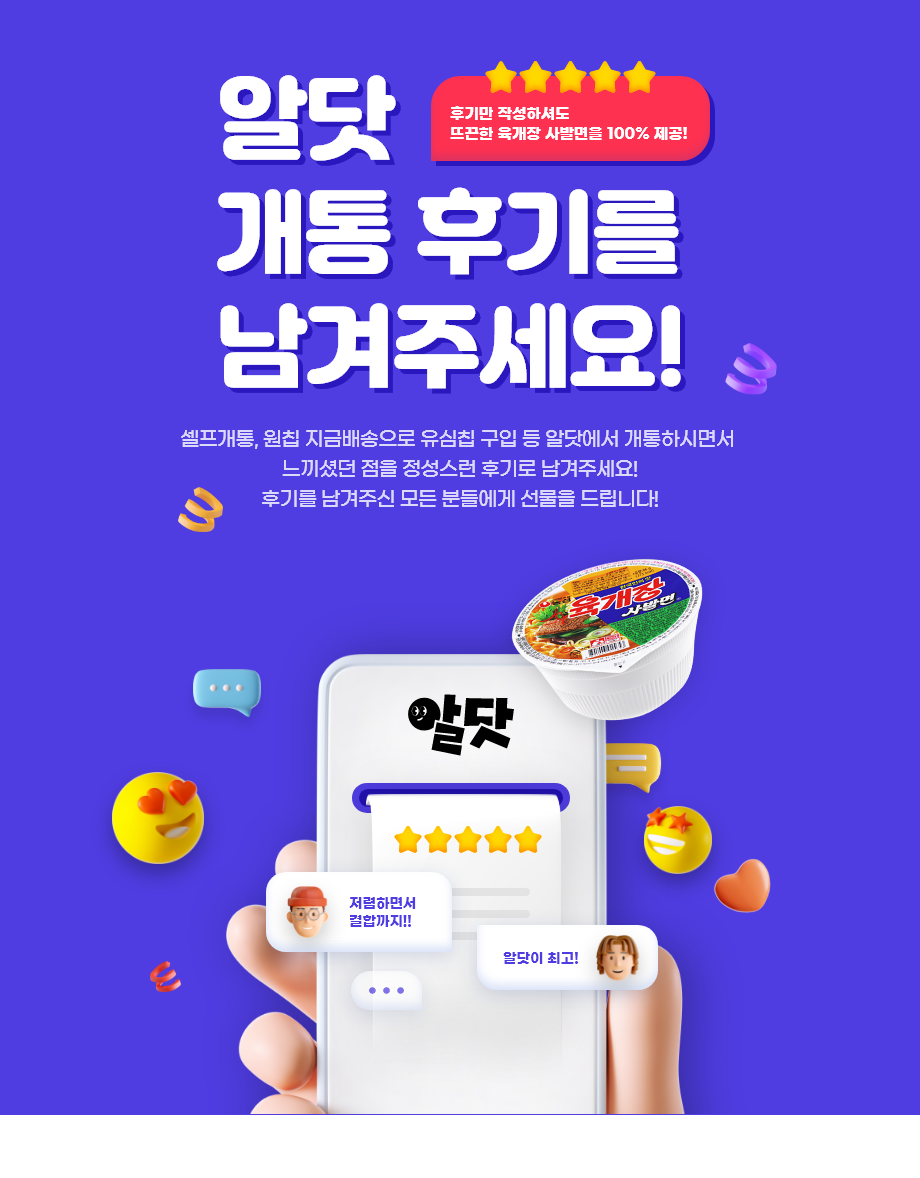 알닷
후기만 작성하셔도
뜨끈한 육개장 사발면을 100% 제공!
개통 후기를
남겨주세요!
셀프개통, 원칩 지금배송으로 유심칩 구입 등 알닷에서 개통하시면서
느끼셨던 점을 정성스런 후기로 남겨주세요!
후기를 남겨주신 모든 분들에게 선물을 드립니다!
농심
육개장
사발면
알닷
저렴하면서
결합까지!!
알닷이 최고!